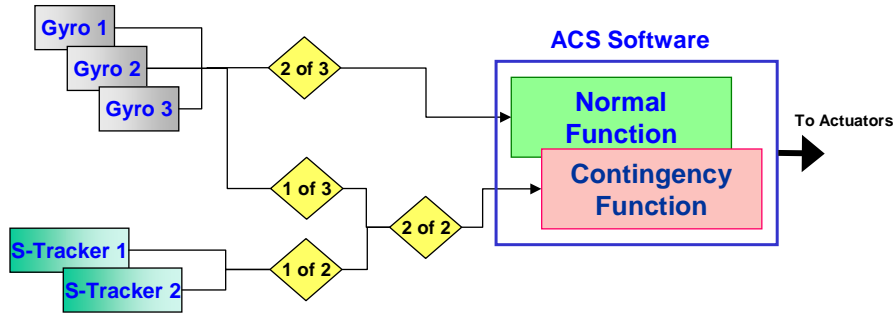 Gyro 1
Gyro 2
Gyro 3
2 of 3
ACS Software
Normal
Function
To Actuators
1 of 3
2 of 2
Contingency
Function
S-Tracker 1
S-Tracker 2
1 of 2